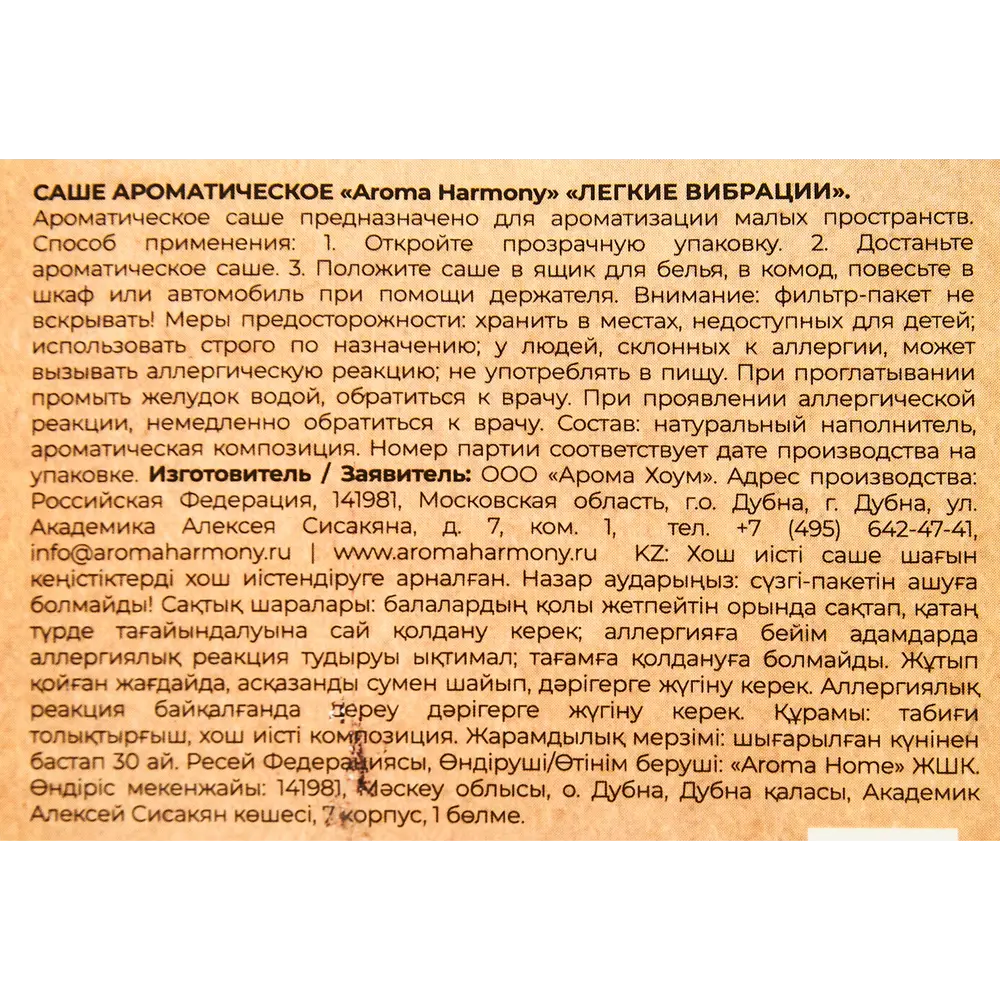 САШЕ АРОМАТИЧЕСКОЕ «Aroma Harmony» «ЛЕГКИЕ ВИБРАЦИИ».
Ароматическое саше предназначено для ароматизации малых пространств.
Способ применения: 1. Откройте прозрачную упаковку. 2. Достаньте
ароматическое саше. 3. Положите саше в ящик для белья, в комод, повесьте в
шкаф или автомобиль при помощи держателя. Внимание: фильтр-пакет не
вскрывать! Меры предосторожности: хранить в местах, недоступных для детей;
использовать строго по назначению; у людей, склонных к аллергии, может
вызывать аллергическую реакцию; не употреблять в пищу. При проглатывании
промыть желудок водой, обратиться к врачу. При проявлении аллергической
реакции, немедленно обратиться к врачу. Состав: натуральный наполнитель,
ароматическая композиция. Номер партии соответствует дате производства на
упаковке. Изготовитель / Заявитель: ООО «Арома Хоум». Адрес производства:
Российская Федерация, 141981, Московская область, г.о. Дубна, г. Дубна, ул.
Академика Алексея Сисакяна, д. 7, ком. 1, тел. +7 (495) 642-47-41,
info@aromaharmony.ru | www.aromaharmony.ru KZ: Хош иісті саше шағын
кеңістіктерді хош иістендіруге арналған. Назар аударыңыз: сүзгі-пакетін ашуға
болмайды! Сақтық шаралары: балалардың қолы жетпейтін орында сақтап, қатаң
түрде тағайындалуына сай қолдану керек; аллергияға бейім адамдарда
аллергиялық реакция тудыруы ықтимал; тағамға қолдануға болмайды. Жұтып
қойған жағдайда, асқазанды сумен шайып, дәрігерге жүгіну керек. Аллергиялық
реакция байқалғанда дереу дәрігерге жүгіну керек. Құрамы: табиғи
толықтырғыш, хош иісті композиция. Жарамдылық мерзімі: шығарылған күнінен
бастап 30 ай. Ресей Федерациясы, Өндіруші/Өтінім беруші: «Aroma Home» ЖШК.
Өндіріс мекенжайы: 141981, Мәскеу облысы, о. Дубна, Дубна қаласы, Академик
Алексей Сисакян көшесі, 7 корпус, 1 бөлме.